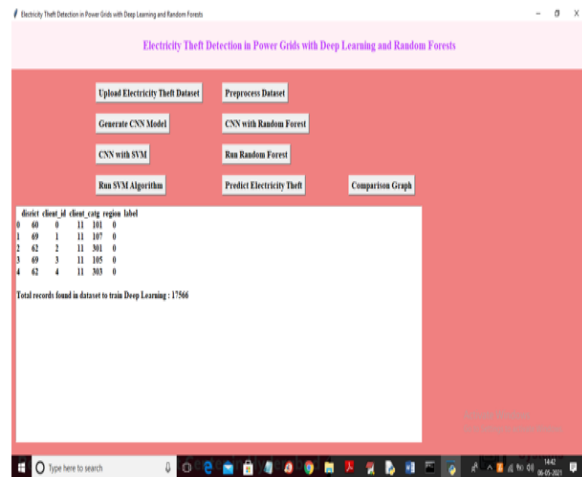 Electricity Theft Detection in Power Grids with Deep Learning and Random Forests
Electricity Theft Detection in Power Grids with Deep Learning and Random Forests
Upload Electricity Theft Dataset
Preprocess Dataset
Generate CNN Model
CNN with Random Forest
CNN with SVM
Run Random Forest
Run SVM Algorithm
Predict Electricity Theft
Comparison Graph
district client_id client_catg region label
0 60 0 11 101 0
1 69 1 11 107 0
2 62 2 11 301 0
3 69 3 11 105 0
4 62 4 11 303 0
Total records found in dataset to train Deep Learning : 17566
Type here to search
14:42
06-05-2021